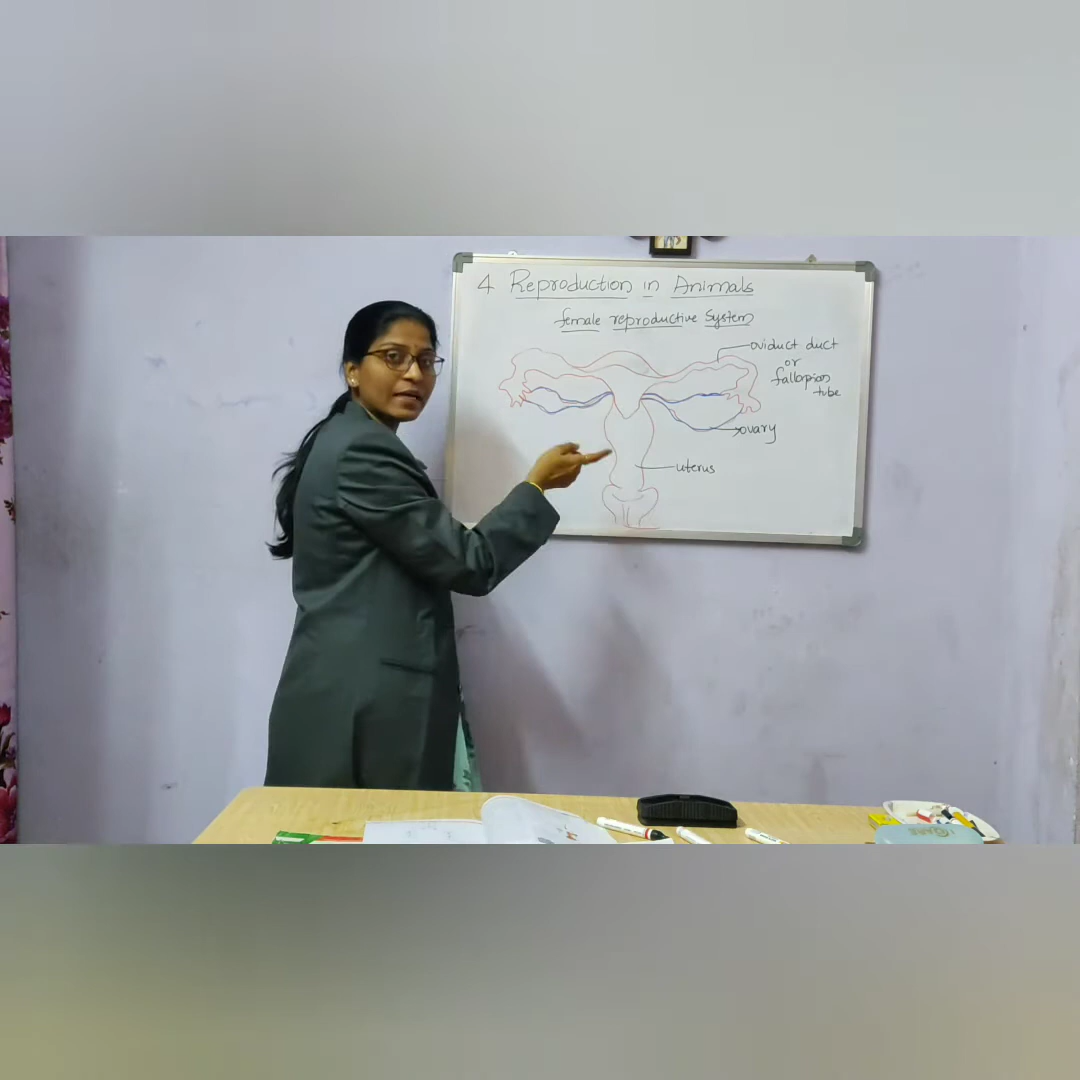 4 Reproduction in Animals
female reproductive System
oviduct duct
or
fallopian
tube
ovary
uterus